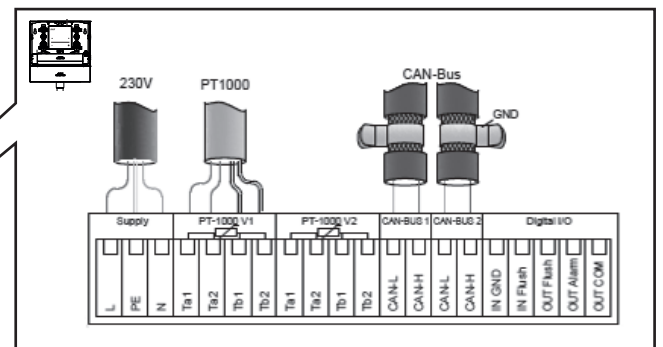 230V
PT1000
CAN-Bus
GND
Supply
PT-1000 V1
PT-1000 V2
CAN-BUS 1
CAN-BUS 2
Digital I/O
L
PE
N
Ta1
Ta2
Tb1
Tb2
Ta1
Ta2
Tb1
Tb2
CAN-L
CAN-H
CAN-L
CAN-H
IN GND
IN Flush
OUT Flush
OUT Alarm
OUT COM